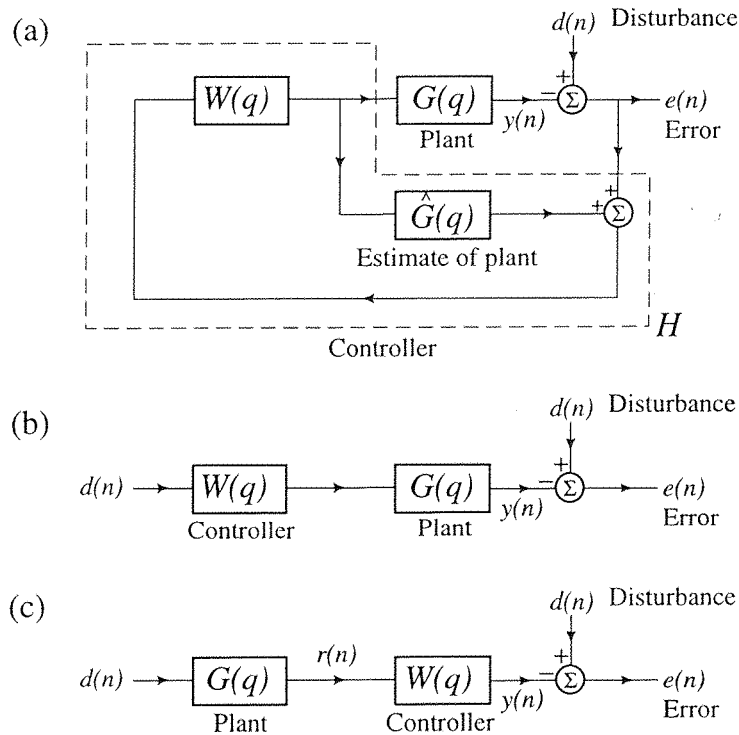 (a)
d(n) Disturbance
W(q)
G(q)
+
−
Σ
y(n)
e(n)
Plant
Error
Ĝ(q)
+
+
Σ
Estimate of plant
H
Controller
(b)
d(n) Disturbance
d(n)
W(q)
G(q)
+
−
Σ
y(n)
e(n)
Controller
Plant
Error
(c)
d(n) Disturbance
d(n)
G(q)
r(n)
W(q)
+
−
Σ
y(n)
e(n)
Plant
Controller
Error